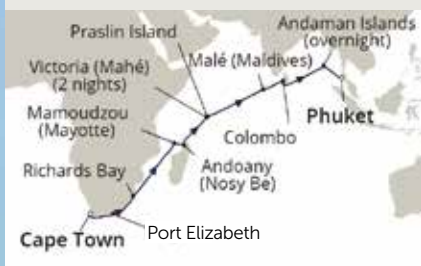 Andaman Islands
(overnight)
Praslin Island
Malé (Maldives)
Victoria (Mahé)
(2 nights)
Mamoudzou
(Mayotte)
Phuket
Colombo
Andoany
(Nosy Be)
Richards Bay
Port Elizabeth
Cape Town